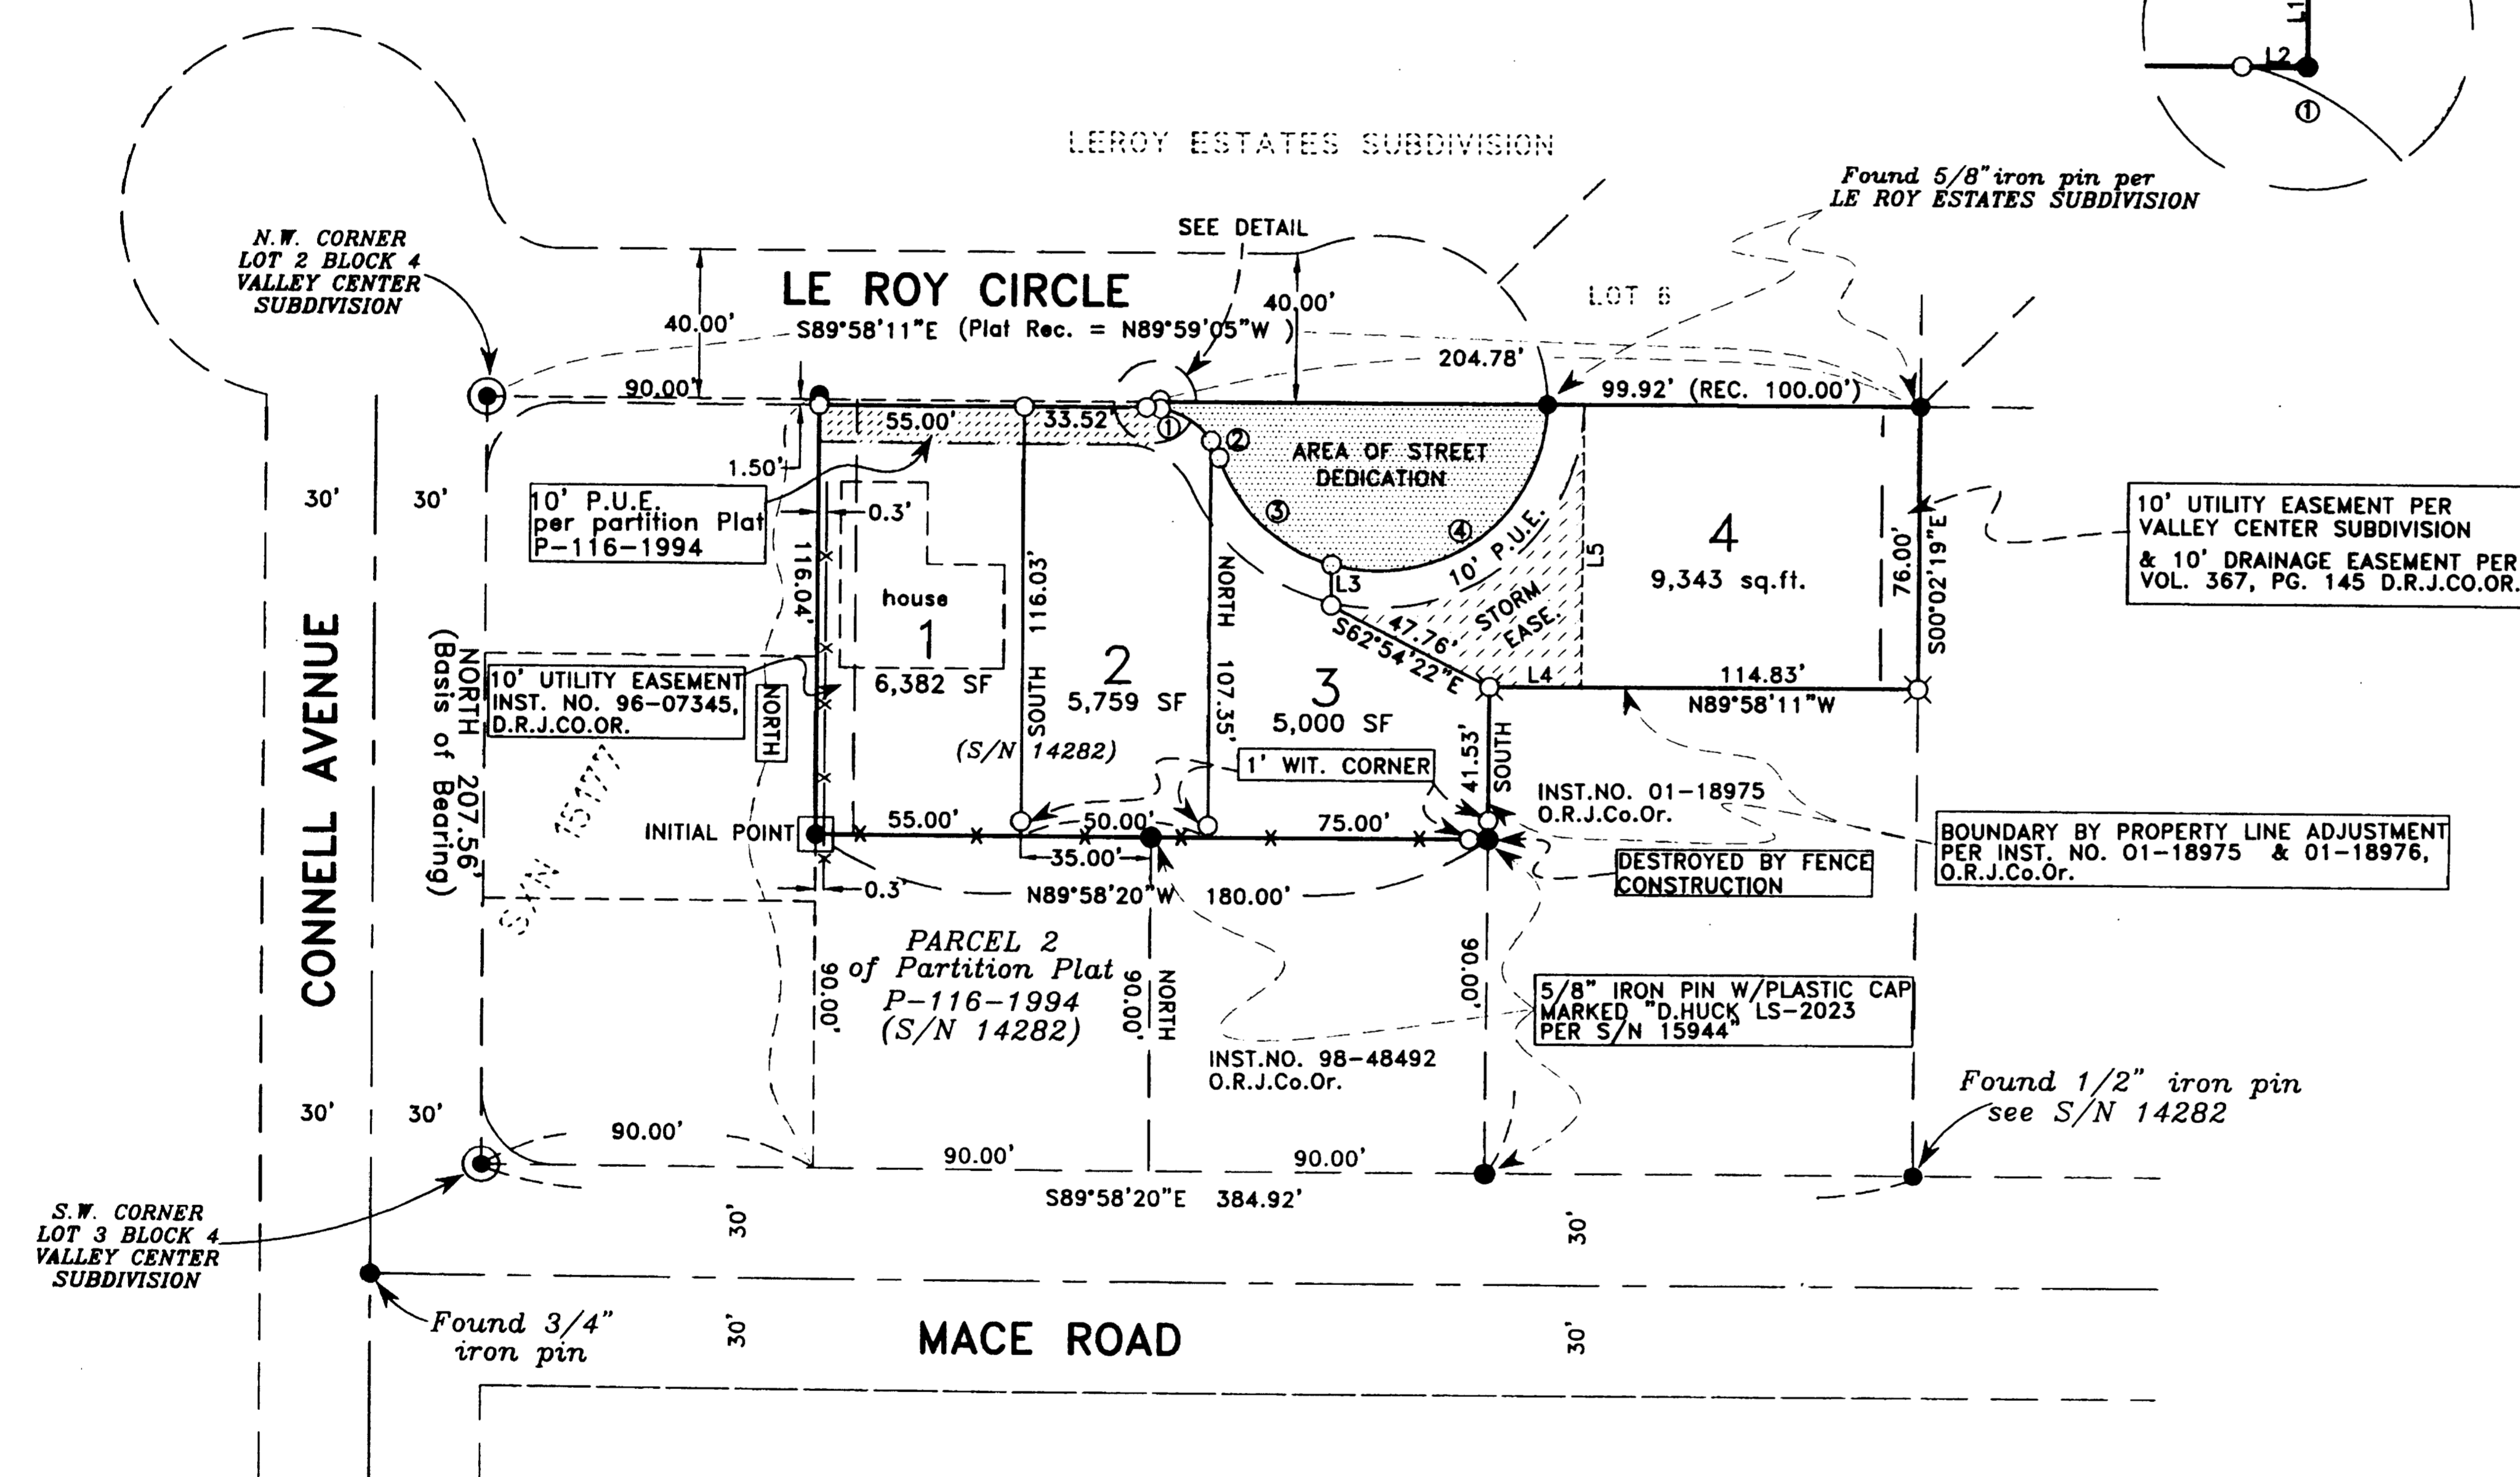 L1
L2
①
LEROY ESTATES SUBDIVISION
Found 5/8" iron pin per
LE ROY ESTATES SUBDIVISION
SEE DETAIL
N.W. CORNER
LOT 2 BLOCK 4
VALLEY CENTER
SUBDIVISION
LE ROY CIRCLE
40.00'
40.00'
LOT 6
S89°58'11"E (Plat Rec. = N89°59'05"W )
204.78'
90.00'
99.92' (REC. 100.00')
55.00'
33.52'
①
②
1.50'
AREA OF STREET
DEDICATION
30'
30'
10' P.U.E.
per partition Plat
P-116-1994
0.3'
③
④
10' P.U.E.
L5
4
9,343 sq.ft.
76.00'
S00°02'16"E
10' UTILITY EASEMENT PER
VALLEY CENTER SUBDIVISION
& 10' DRAINAGE EASEMENT PER
VOL. 367, PG. 145 D.R.J.CO.OR.
116.04'
house
1
6,382 SF
SOUTH 116.03'
NORTH 107.35'
L3
STORM
EASE.
47.76'
S62°54'22"E
2
5,759 SF
3
5,000 SF
L4
114.83'
N89°58'11"W
CONNELL AVENUE
NORTH 207.56'
(Basis of Bearing)
10' UTILITY EASEMENT
INST. NO. 96-07345,
D.R.J.CO.OR.
NORTH
(S/N 14282)
1' WIT. CORNER
41.53'
SOUTH
S/N 15177
INST.NO. 01-18975
O.R.J.Co.Or.
INITIAL POINT
55.00'
50.00'
75.00'
35.00'
BOUNDARY BY PROPERTY LINE ADJUSTMENT
PER INST. NO. 01-18975 & 01-18976,
O.R.J.Co.Or.
DESTROYED BY FENCE
CONSTRUCTION
0.3'
N89°58'20"W 180.00'
PARCEL 2
of Partition Plat
P-116-1994
(S/N 14282)
90.00'
90.00'
NORTH
90.00'
5/8" IRON PIN W/PLASTIC CAP
MARKED "D.HUCK LS-2023
PER S/N 15944"
INST.NO. 98-48492
O.R.J.Co.Or.
Found 1/2" iron pin
see S/N 14282
30'
30'
90.00'
90.00'
90.00'
S89°58'20"E 384.92'
S.W. CORNER
LOT 3 BLOCK 4
VALLEY CENTER
SUBDIVISION
30'
30'
Found 3/4"
iron pin
30'
MACE ROAD
30'